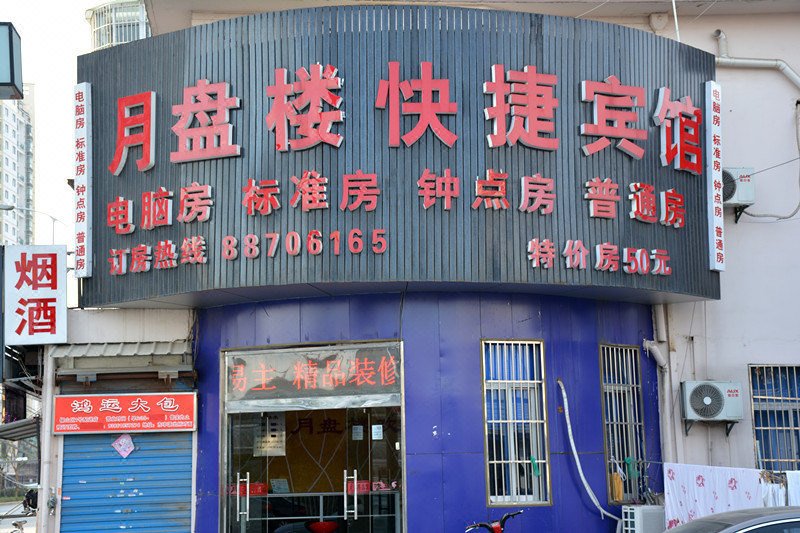 月盘楼快捷宾馆
电脑房 标准房 钟点房 普通房
订房热线 88706165 特价房50元
电脑房 标准房 钟点房 普通房
电脑房 标准房 钟点房 普通房
烟酒
易主 精品装修
鸿运大包
月盘